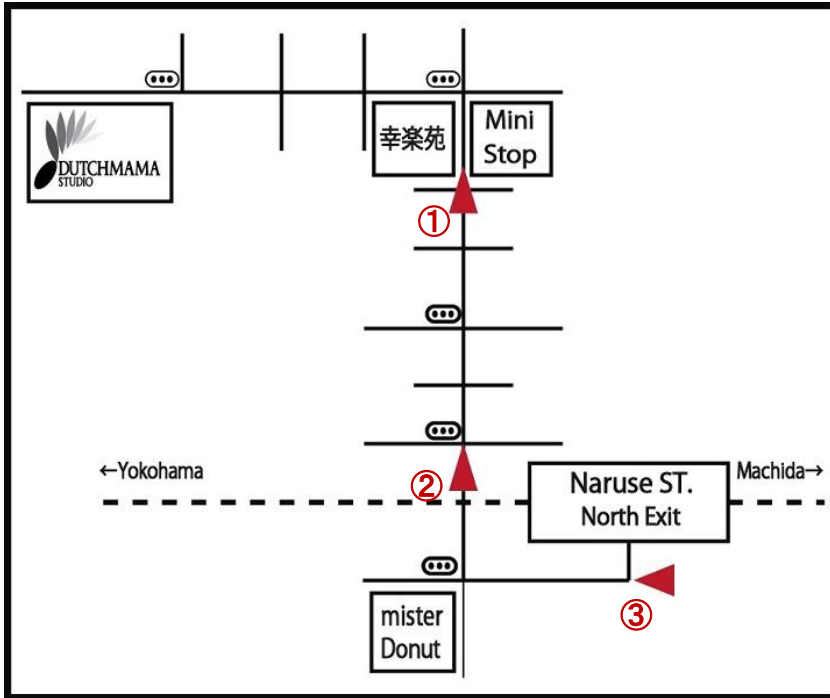 DUTCHMAMA
STUDIO
幸楽苑
Mini
Stop
①
←Yokohama
②
Naruse ST.
North Exit
Machida→
③
mister
Donut